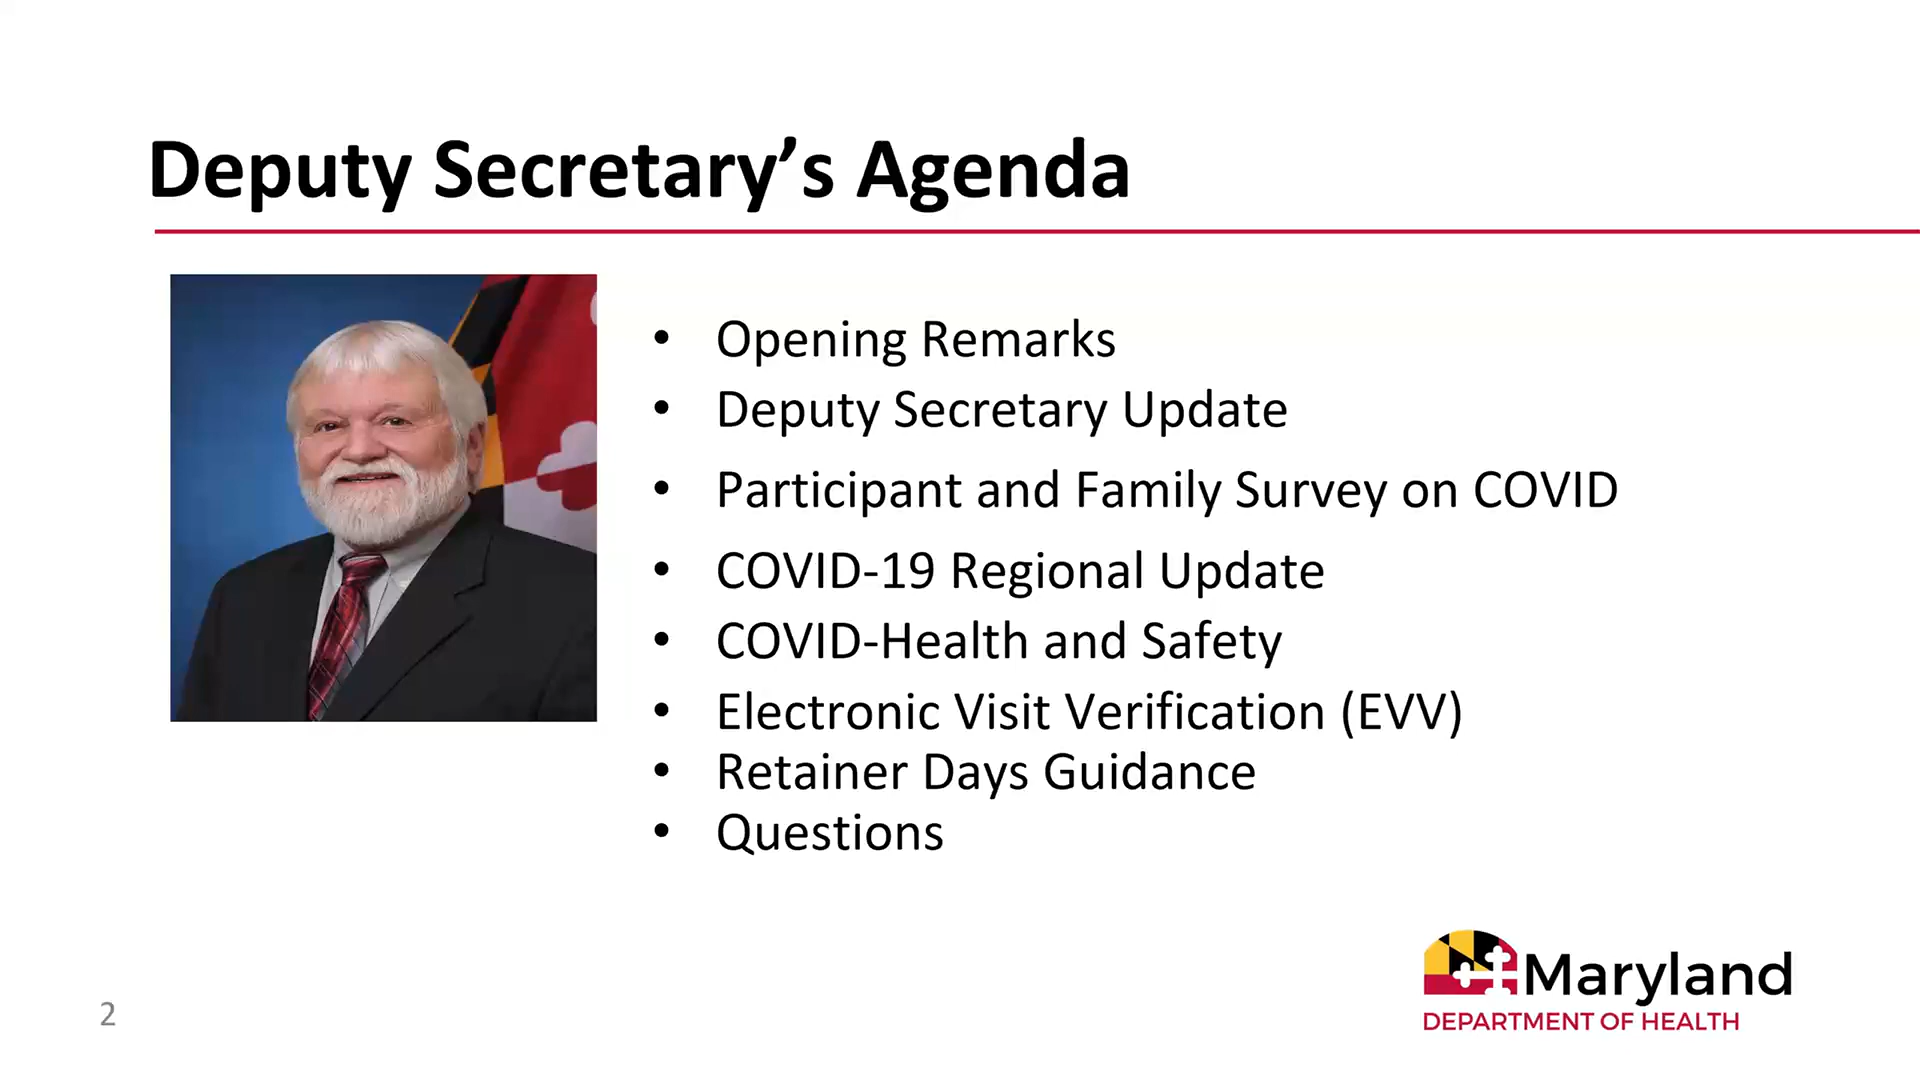 Deputy Secretary’s Agenda
• Opening Remarks
• Deputy Secretary Update
• Participant and Family Survey on COVID
• COVID-19 Regional Update
• COVID-Health and Safety
• Electronic Visit Verification (EVV)
• Retainer Days Guidance
• Questions
Maryland
DEPARTMENT OF HEALTH
2